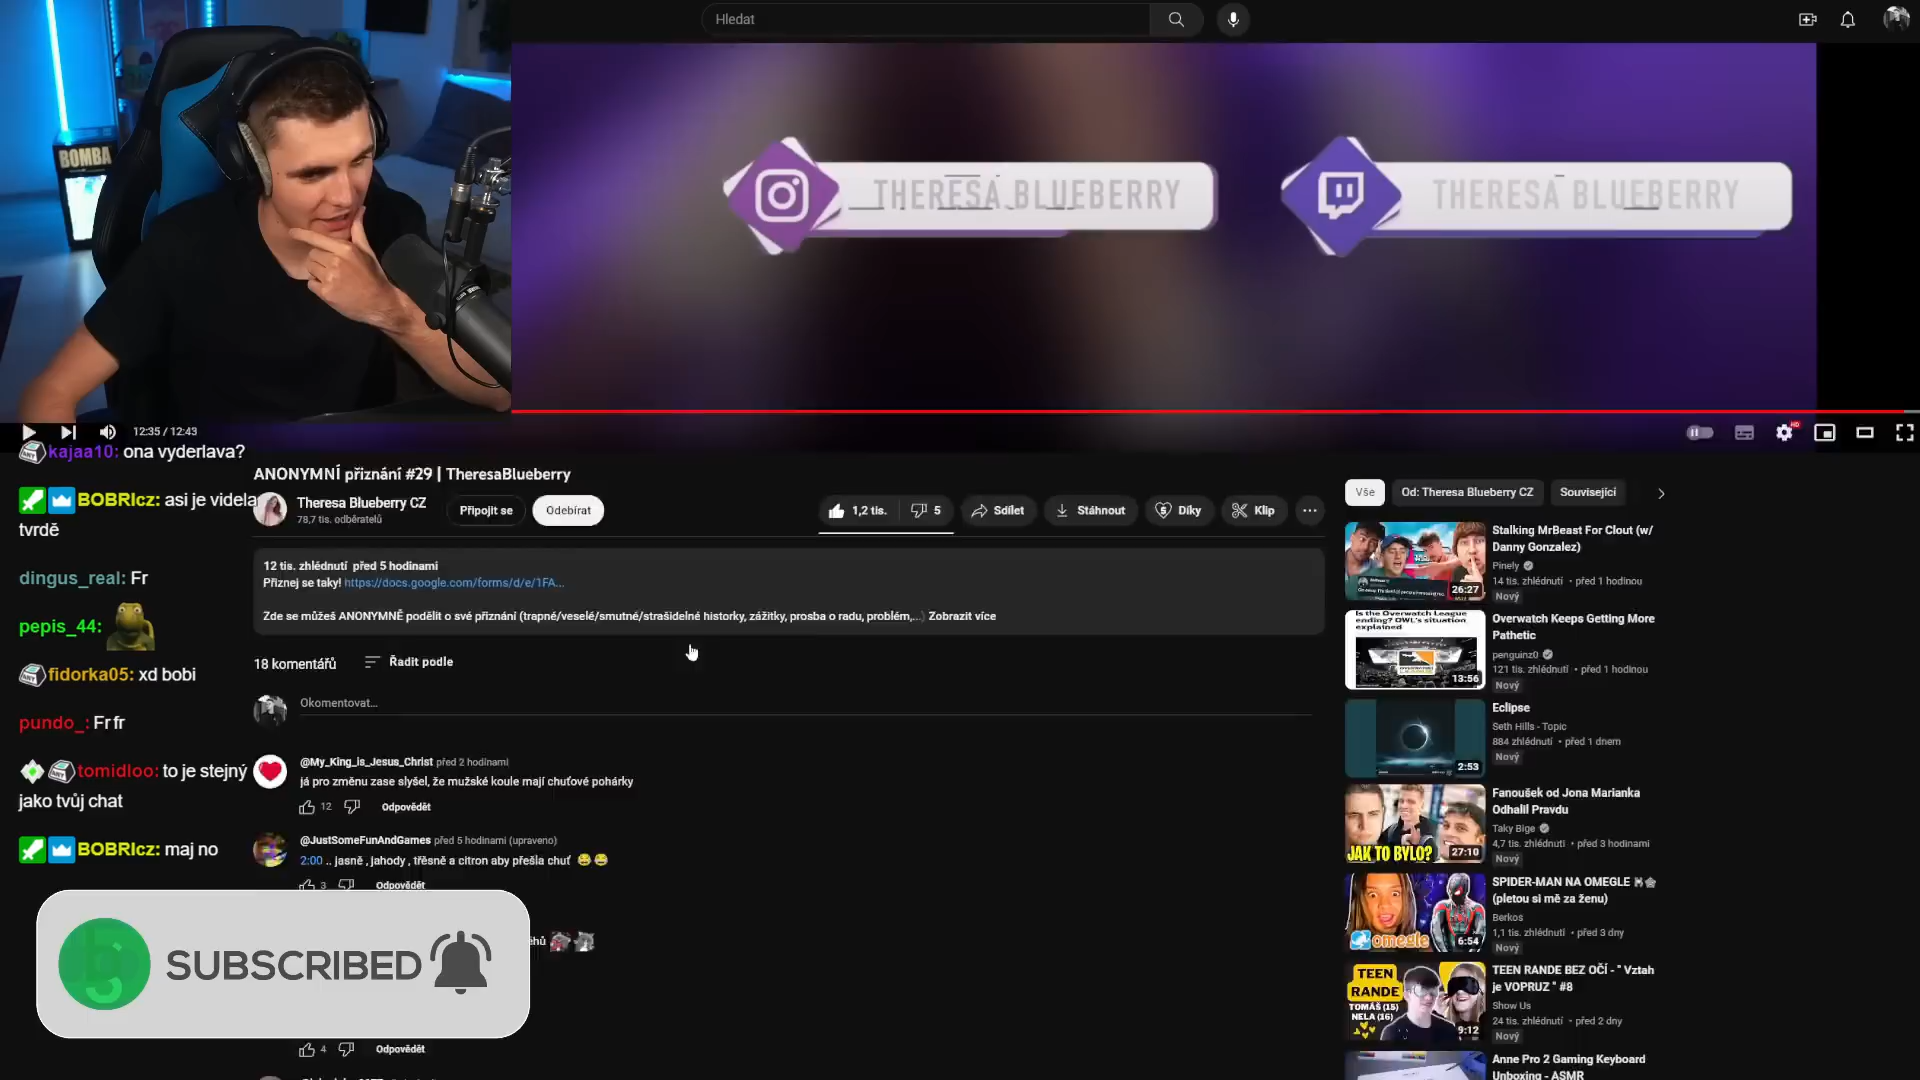 Hledat
BOMBA
THERESA BLUEBERRY
THERESA BLUEBERRY
12:35 / 12:43
kajaa10: ona vyderlava?
BOBRIcz: asi je videla
tvrdě
dingus_real: Fr
pepis_44:
fidorka05: xd bobi
pundo_: Fr fr
tomidloo: to je stejný
jako tvůj chat
BOBRIcz: maj no
ANONYMNÍ přiznání #29 | TheresaBlueberry
Theresa Blueberry CZ
78,7 tis. odběratelů
Připojit se
Odebírat
1,2 tis.
5
Sdílet
Stáhnout
Díky
Klip
12 tis. zhlédnutí před 5 hodinami
Přiznej se taky! https://docs.google.com/forms/d/e/1FA...
Zde se můžeš ANONYMNĚ podělit o své přiznání (trapné/veselé/smutné/strašidelné historky, zážitky, prosba o radu, problém,... Zobrazit více
18 komentářů
Řadit podle
Okomentovat...
@My_King_is_Jesus_Christ před 2 hodinami
já pro změnu zase slyšel, že mužské koule mají chuťové pohárky
12
Odpovědět
@JustSomeFunAndGames před 5 hodinami (upraveno)
2:00 .. jasně , jahody , třešně a citron aby přešla chuť
3
Odpovědět
SUBSCRIBED
4
Odpovědět
Vše
Od: Theresa Blueberry CZ
Související
Stalking MrBeast For Clout (w/
Danny Gonzalez)
Pinely
14 tis. zhlédnutí • před 1 hodinou
Nový
26:27
Is the Overwatch League
ending? OWL's situation
explained
13:56
Overwatch Keeps Getting More
Pathetic
penguinz0
121 tis. zhlédnutí • před 1 hodinou
Nový
Eclipse
Seth Hills - Topic
884 zhlédnutí • před 1 dnem
Nový
2:53
JAK TO BYLO?
27:10
Fanoušek od Jona Marianka
Odhalil Pravdu
Taky Bige
4,7 tis. zhlédnutí • před 3 hodinami
Nový
omegle
6:54
SPIDER-MAN NA OMEGLE
(pletou si mě za ženu)
Berkos
1,1 tis. zhlédnutí • před 3 dny
Nový
TEEN
RANDE
TOMÁŠ (15)
NELA (16)
9:12
TEEN RANDE BEZ OČÍ - " Vztah
je VOPRUZ " #8
Show Us
24 tis. zhlédnutí • před 2 dny
Nový
Anne Pro 2 Gaming Keyboard
Unboxing - ASMR